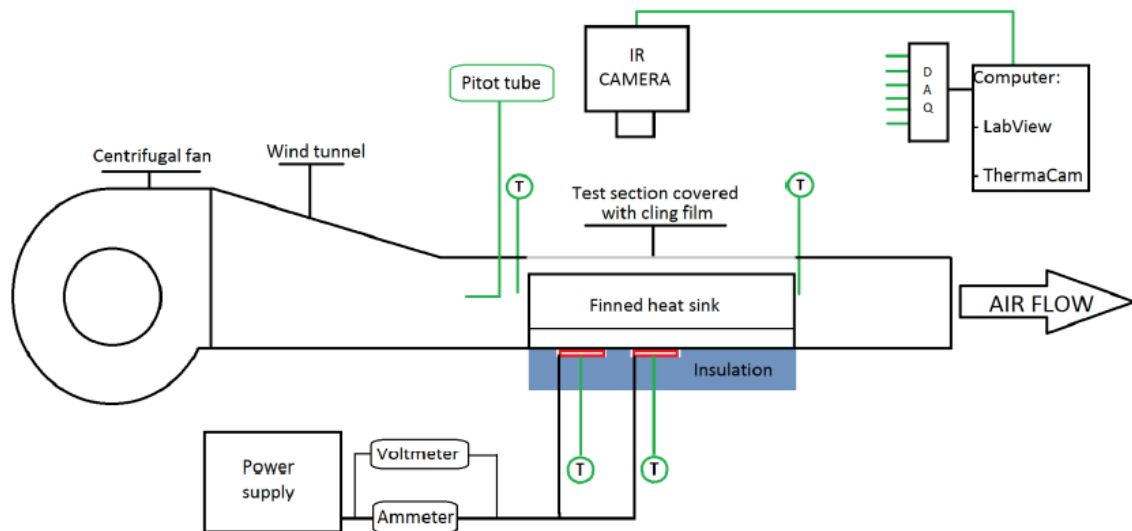 IR
CAMERA
Pitot tube
D
A
Q
Computer:
- LabView
- ThermaCam
Centrifugal fan
Wind tunnel
T
T
Test section covered
with cling film
Finned heat sink
AIR FLOW
Insulation
Power
supply
Voltmeter
Ammeter
T
T